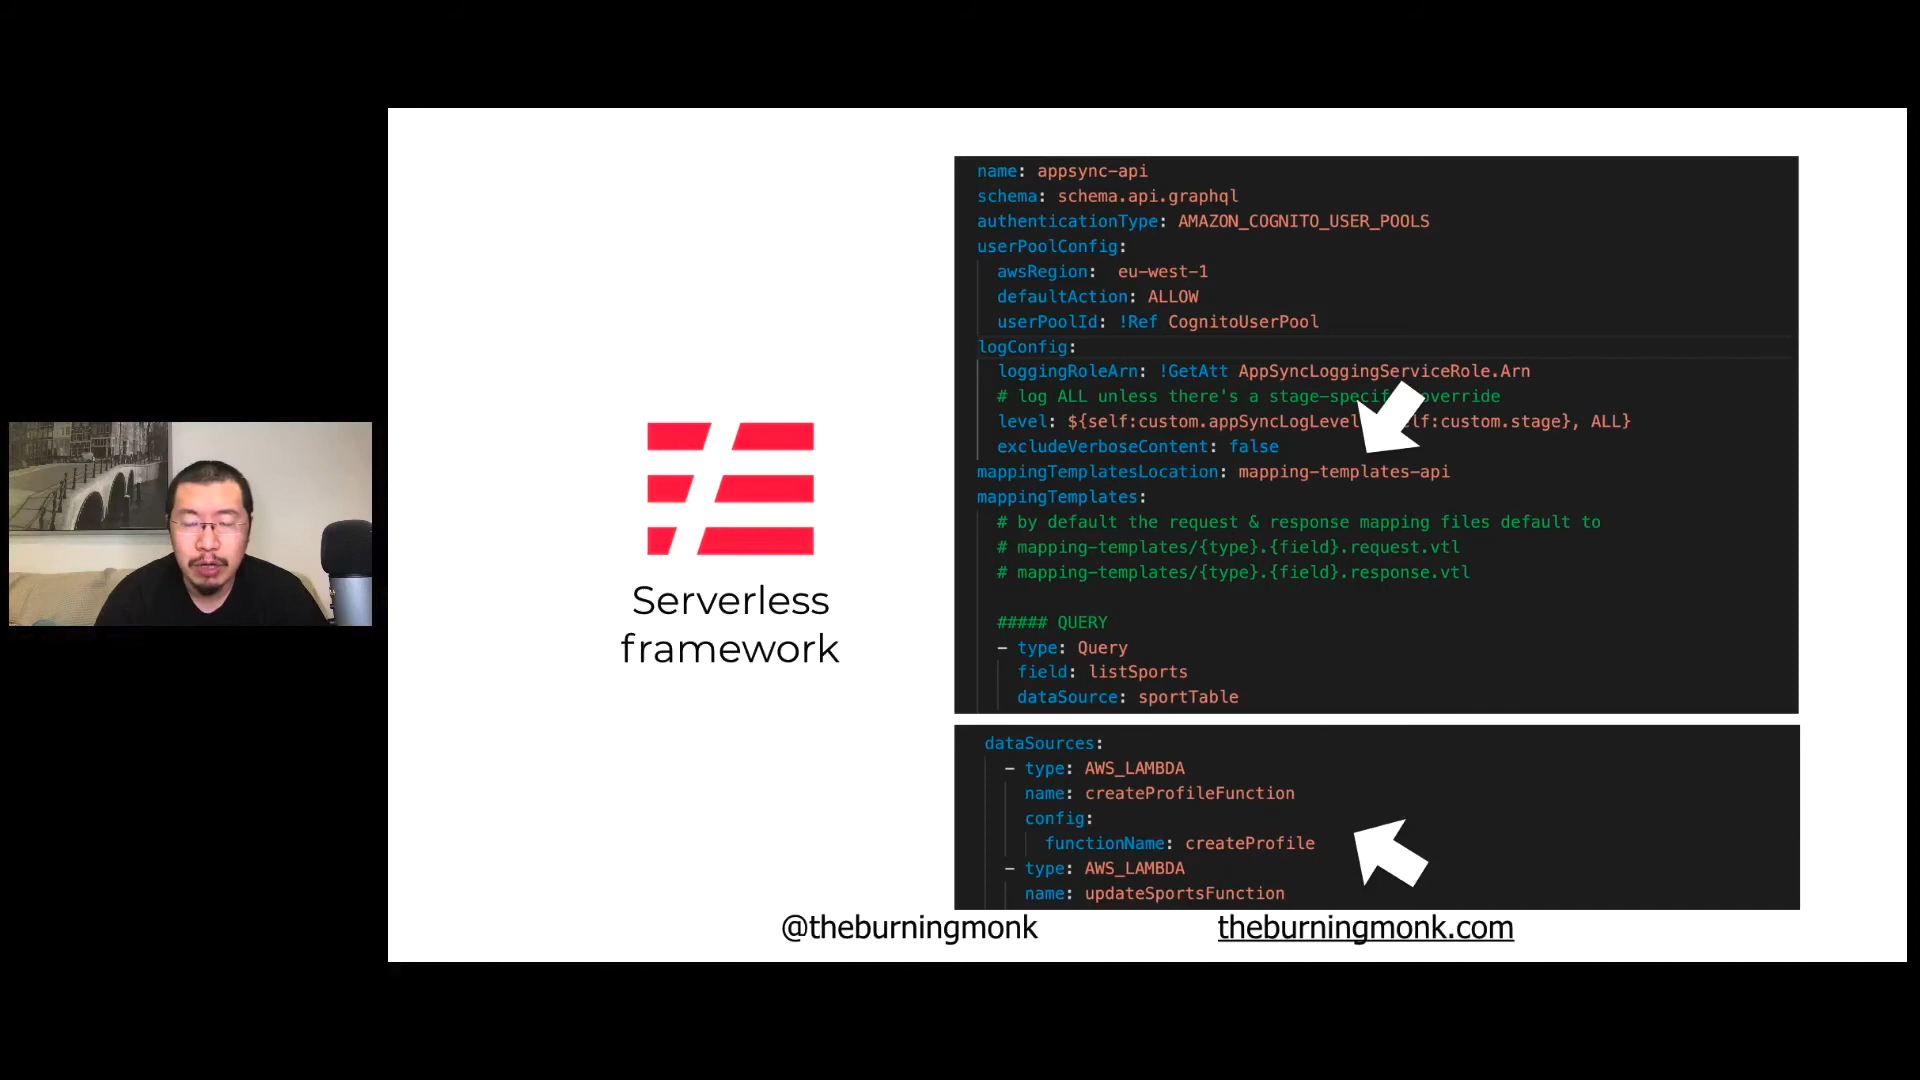 Serverless
framework
name: appsync-api
schema: schema.api.graphql
authenticationType: AMAZON_COGNITO_USER_POOLS
userPoolConfig:
awsRegion: eu-west-1
defaultAction: ALLOW
userPoolId: !Ref CognitoUserPool
logConfig:
loggingRoleArn: !GetAtt AppSyncLoggingServiceRole.Arn
# log ALL unless there's a stage-specif override
level: ${self:custom.appSyncLogLevel lf:custom.stage}, ALL}
excludeVerboseContent: false
mappingTemplatesLocation: mapping-templates-api
mappingTemplates:
# by default the request & response mapping files default to
# mapping-templates/{type}.{field}.request.vtl
# mapping-templates/{type}.{field}.response.vtl
##### QUERY
- type: Query
field: listSports
dataSource: sportTable
dataSources:
- type: AWS_LAMBDA
name: createProfileFunction
config:
functionName: createProfile
- type: AWS_LAMBDA
name: updateSportsFunction
@theburningmonk theburningmonk.com